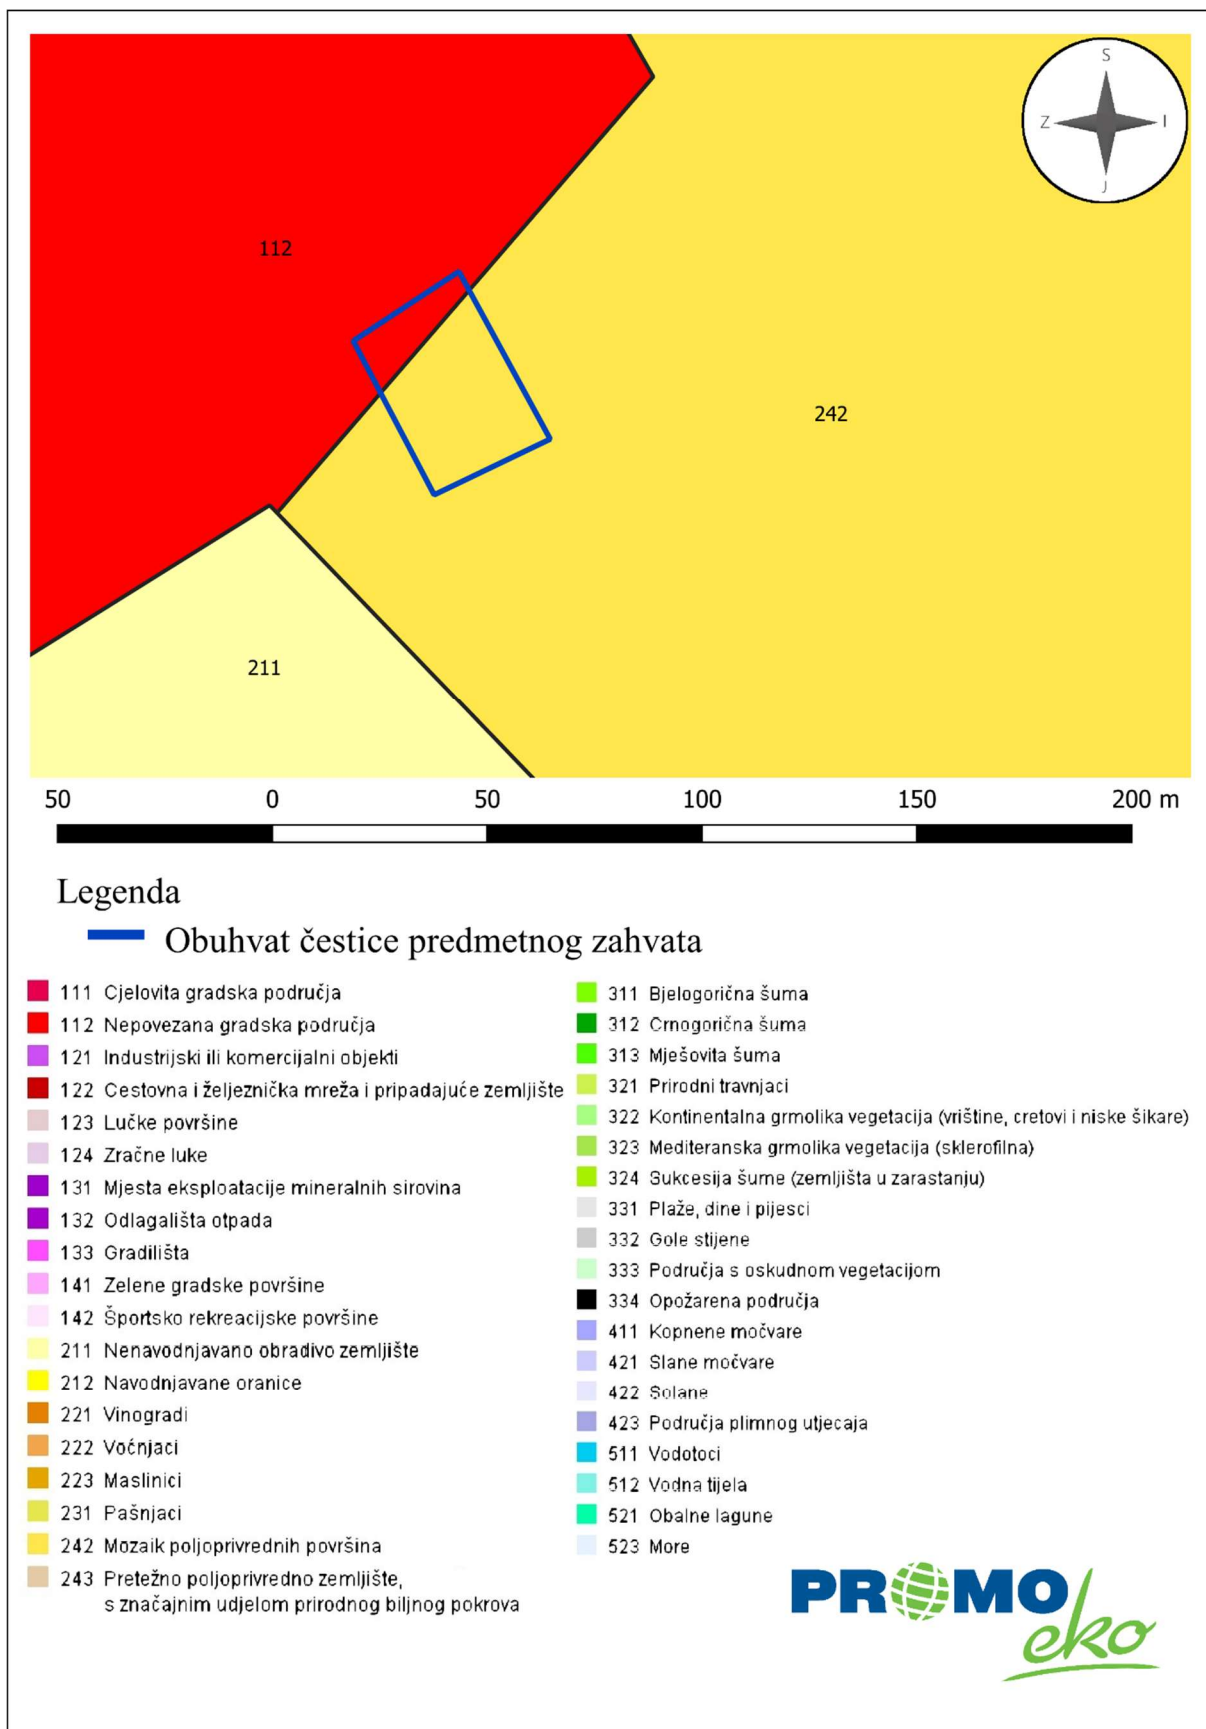 S
Z
I
J
112
242
211
50 0 50 100 150 200 m
Legenda
Obuhvat čestice predmetnog zahvata
111 Cjelovita gradska područja
112 Nepovezana gradska područja
121 Industrijski ili komercijalni objekti
122 Cestovna i željeznička mreža i pripadajuće zemljište
123 Lučke površine
124 Zračne luke
131 Mjesta eksploatacije mineralnih sirovina
132 Odlagališta otpada
133 Gradilišta
141 Zelene gradske površine
142 Športsko rekreacijske površine
211 Nenavodnjavano obradivo zemljište
212 Navodnjavane oranice
221 Vinogradi
222 Voćnjaci
223 Maslinici
231 Pašnjaci
242 Mozaik poljoprivrednih površina
243 Pretežno poljoprivredno zemljište,
s značajnim udjelom prirodnog biljnog pokrova
311 Bjelogorična šuma
312 Crnogorična šuma
313 Mješovita šuma
321 Prirodni travnjaci
322 Kontinentalna grmolika vegetacija (vrištine, cretovi i niske šikare)
323 Mediteranska grmolika vegetacija (sklerofilna)
324 Sukcesija šume (zemljišta u zarastanju)
331 Plaže, dine i pijesci
332 Gole stijene
333 Područja s oskudnom vegetacijom
334 Opožarena područja
411 Kopnene močvare
421 Slane močvare
422 Solane
423 Područja plimnog utjecaja
511 Vodotoci
512 Vodna tijela
521 Obalne lagune
523 More
PROMO
eko